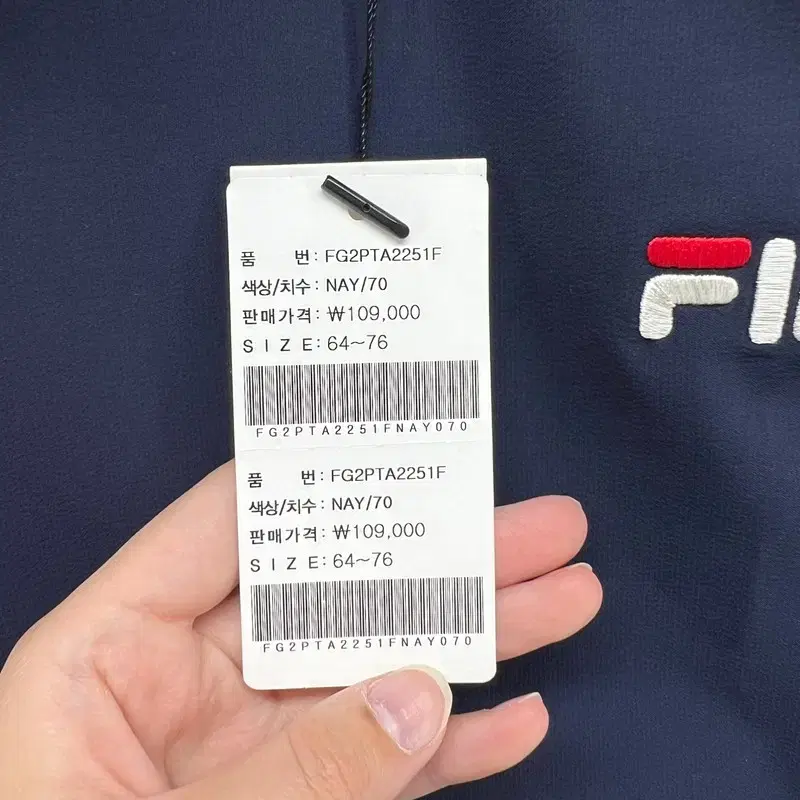 품 번: FG2PTA2251F
색상/치수: NAY/70
판매가격: ₩109,000
S I Z E: 64~76
FG2PTA2251FNAY070
품 번: FG2PTA2251F
색상/치수: NAY/70
판매가격: ₩109,000
S I Z E: 64~76
FG2PTA2251FNAY070
FI